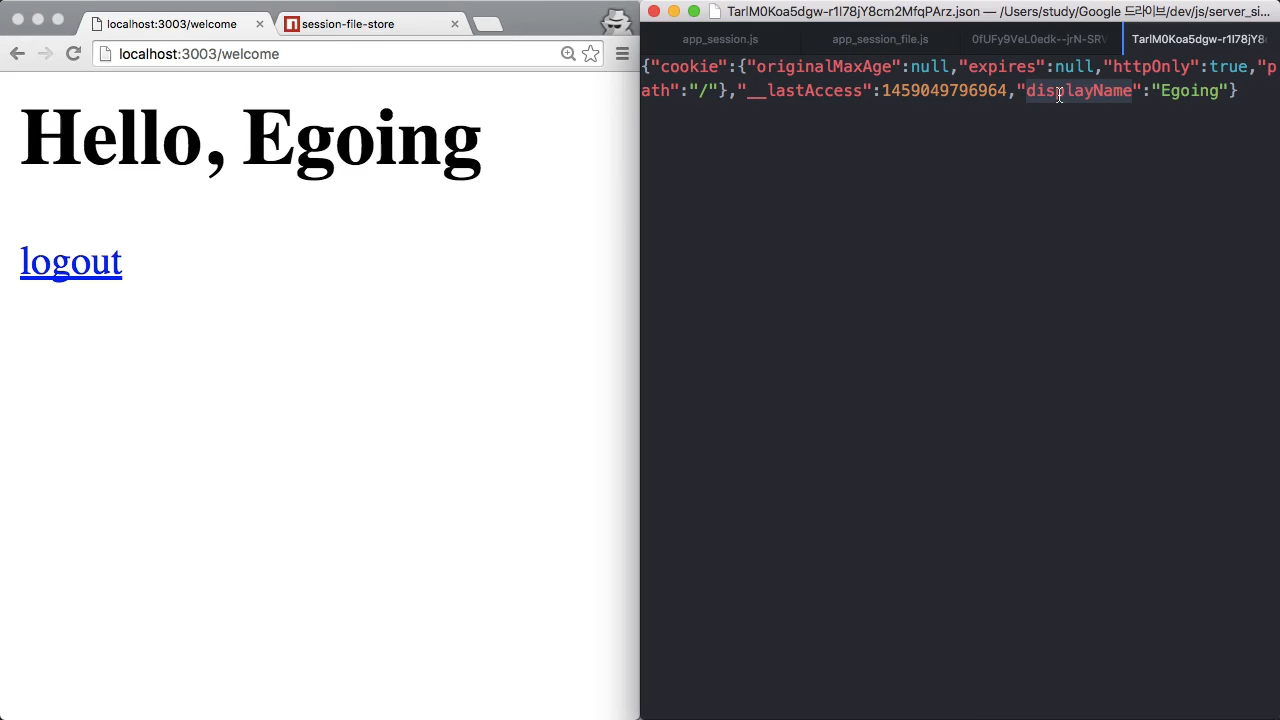 localhost:3003/welcome
session-file-store
localhost:3003/welcome
Hello, Egoing
logout
TarlM0Koa5dgw-r1I78jY8cm2MfqPArz.json — /Users/study/Google 드라이브/dev/js/server_si...
app_session.js
app_session_file.js
0fUFy9VeL0edk--jrN-SRV
TarlM0Koa5dgw-r1I78jY8
{"cookie":{"originalMaxAge":null,"expires":null,"httpOnly":true,"p
ath":"/"},"__lastAccess":1459049796964,"displayName":"Egoing"}